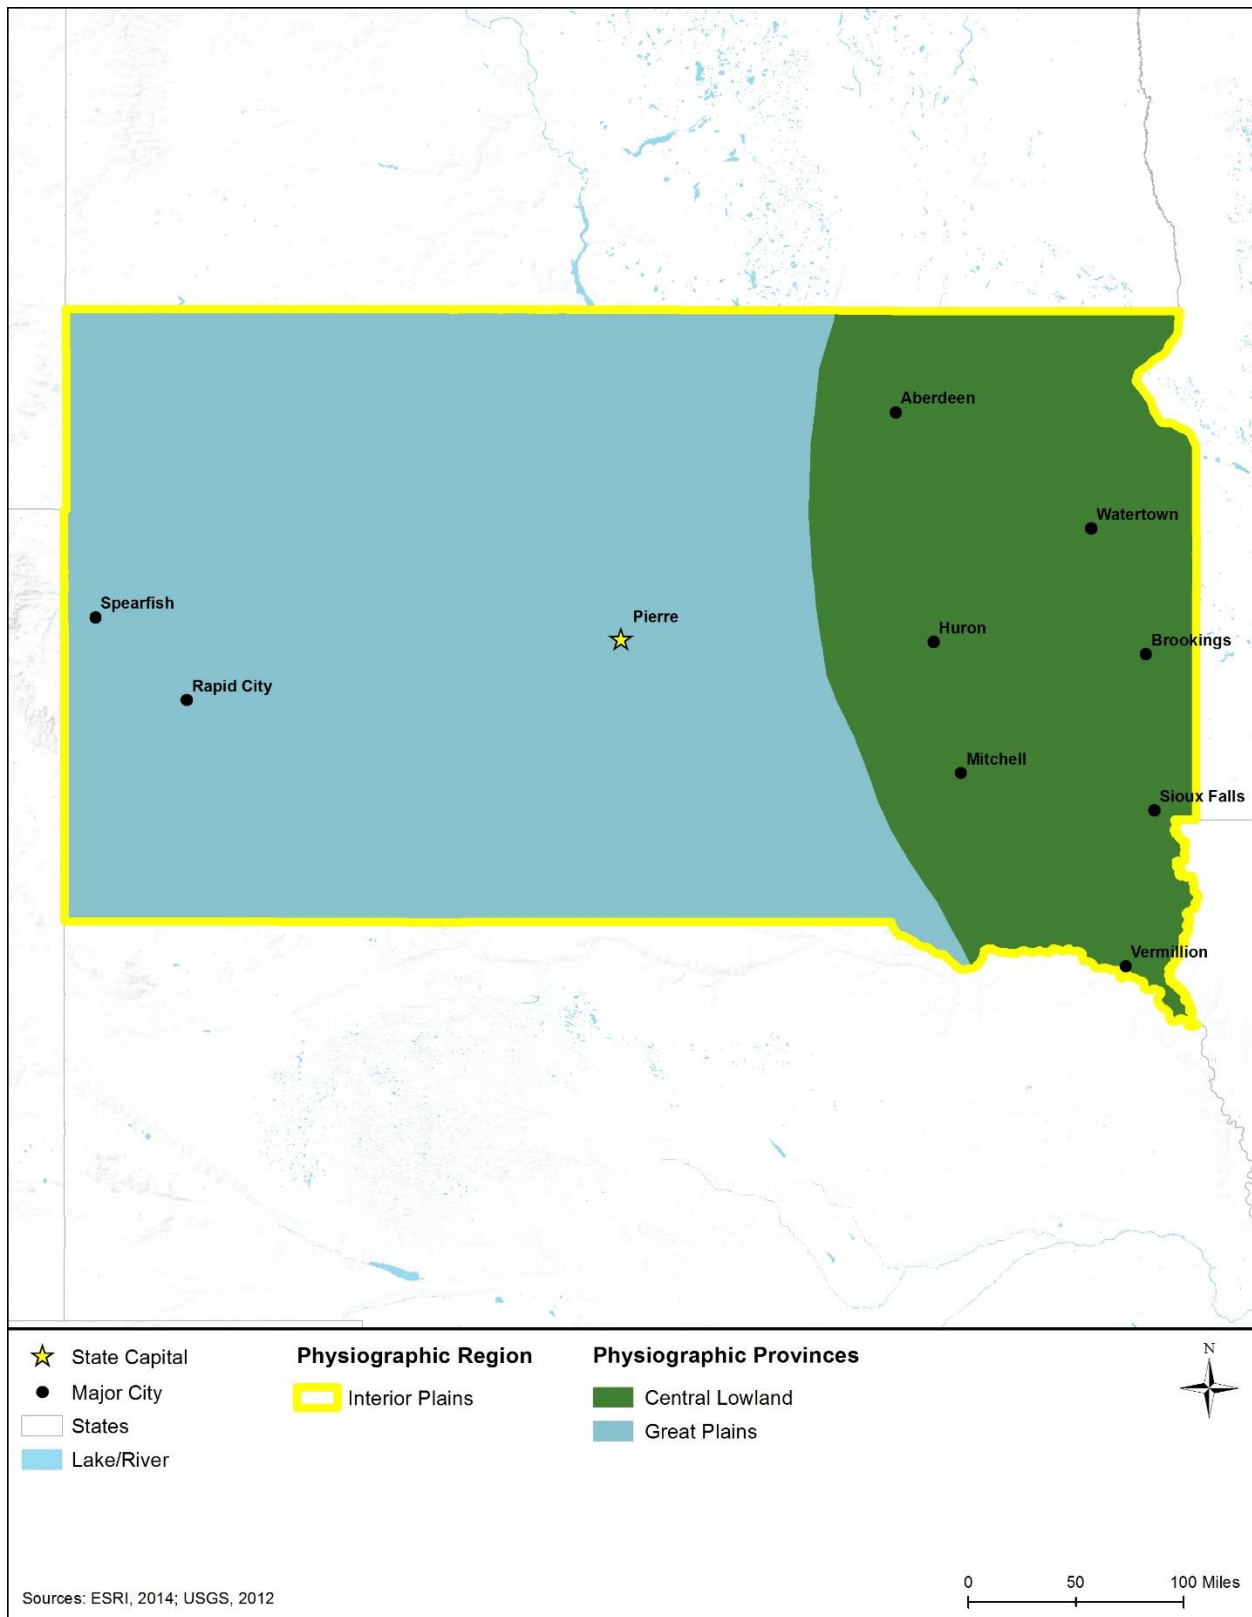 Aberdeen
Watertown
Spearfish
Pierre
Huron
Brookings
Rapid City
Mitchell
Sioux Falls
Vermillion
State Capital
Major City
States
Lake/River
Physiographic Region
Interior Plains
Physiographic Provinces
Central Lowland
Great Plains
N
Sources: ESRI, 2014; USGS, 2012
0 50 100 Miles